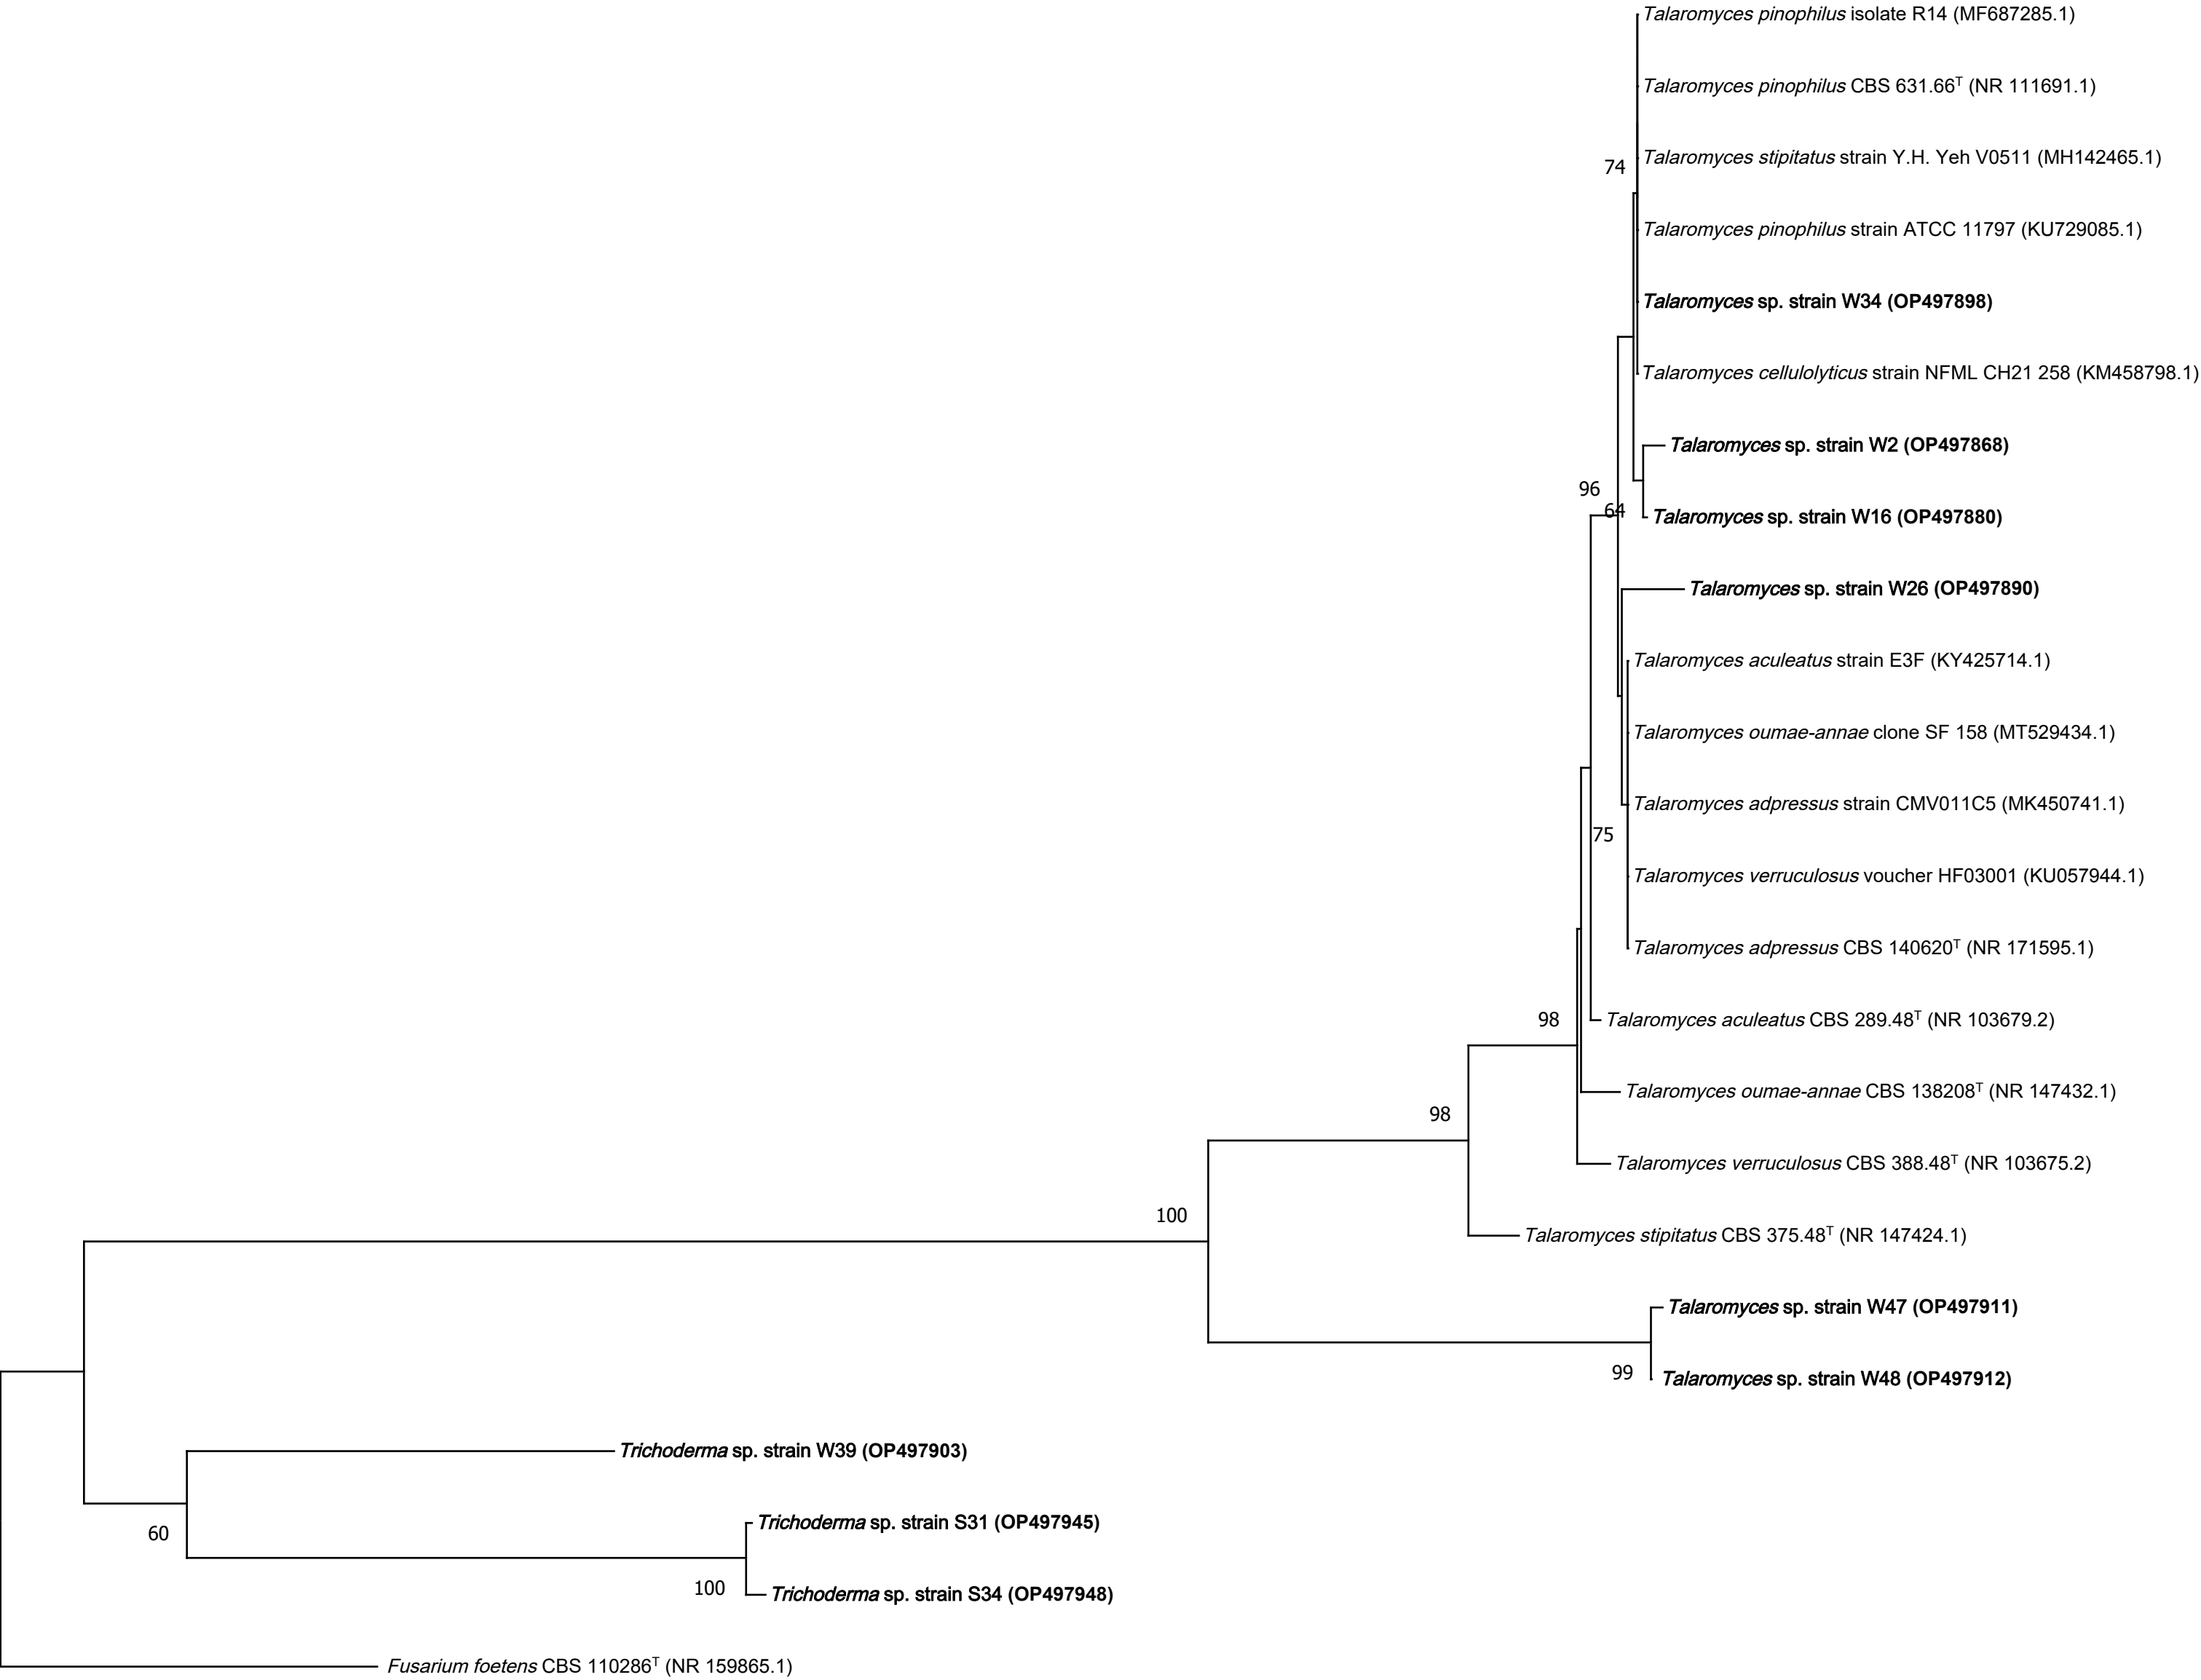 Talaromyces pinophilus isolate R14 (MF687285.1)
Talaromyces pinophilus CBS 631.66ᵀ (NR 111691.1)
Talaromyces stipitatus strain Y.H. Yeh V0511 (MH142465.1)
74
Talaromyces pinophilus strain ATCC 11797 (KU729085.1)
Talaromyces sp. strain W34 (OP497898)
Talaromyces cellulolyticus strain NFML CH21 258 (KM458798.1)
Talaromyces sp. strain W2 (OP497868)
96
64
Talaromyces sp. strain W16 (OP497880)
Talaromyces sp. strain W26 (OP497890)
Talaromyces aculeatus strain E3F (KY425714.1)
Talaromyces oumae-annae clone SF 158 (MT529434.1)
Talaromyces adpressus strain CMV011C5 (MK450741.1)
75
Talaromyces verruculosus voucher HF03001 (KU057944.1)
Talaromyces adpressus CBS 140620ᵀ (NR 171595.1)
98
Talaromyces aculeatus CBS 289.48ᵀ (NR 103679.2)
Talaromyces oumae-annae CBS 138208ᵀ (NR 147432.1)
98
Talaromyces verruculosus CBS 388.48ᵀ (NR 103675.2)
100
Talaromyces stipitatus CBS 375.48ᵀ (NR 147424.1)
Talaromyces sp. strain W47 (OP497911)
99
Talaromyces sp. strain W48 (OP497912)
Trichoderma sp. strain W39 (OP497903)
60
Trichoderma sp. strain S31 (OP497945)
100
Trichoderma sp. strain S34 (OP497948)
Fusarium foetens CBS 110286ᵀ (NR 159865.1)